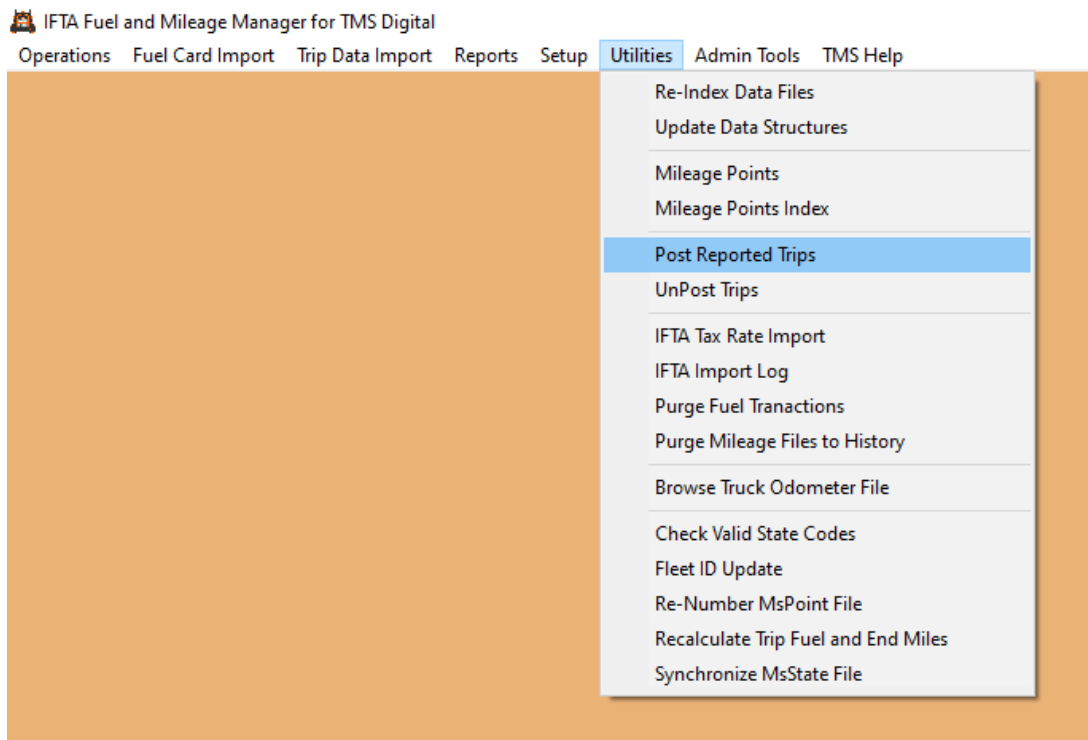 IFTA Fuel and Mileage Manager for TMS Digital
Operations Fuel Card Import Trip Data Import Reports Setup Utilities Admin Tools TMS Help
Re-Index Data Files
Update Data Structures
Mileage Points
Mileage Points Index
Post Reported Trips
UnPost Trips
IFTA Tax Rate Import
IFTA Import Log
Purge Fuel Tranactions
Purge Mileage Files to History
Browse Truck Odometer File
Check Valid State Codes
Fleet ID Update
Re-Number MsPoint File
Recalculate Trip Fuel and End Miles
Synchronize MsState File